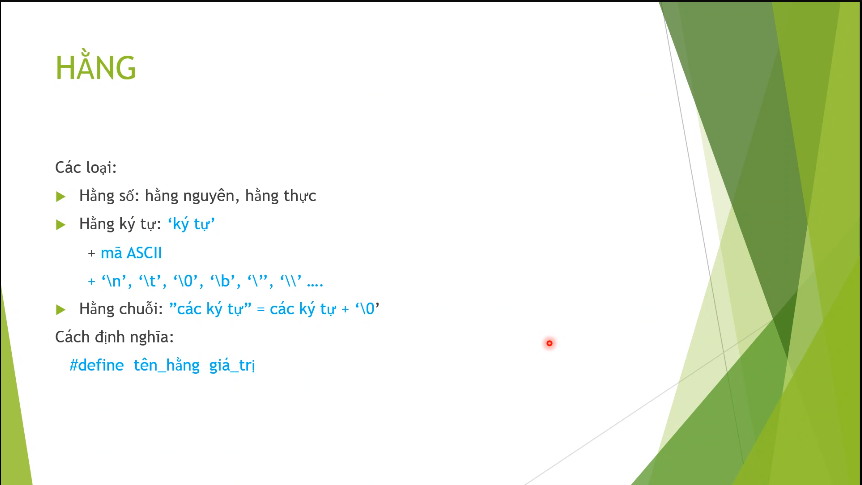 HẰNG
Các loại:
Hằng số: hằng nguyên, hằng thực
Hằng ký tự: ‘ký tự’
+ mã ASCII
+ ‘\n’, ‘\t’, ‘\0’, ‘\b’, ‘\”, ‘\\’ ….
Hằng chuỗi: ”các ký tự” = các ký tự + ‘\0’
Cách định nghĩa:
#define tên_hằng giá_trị